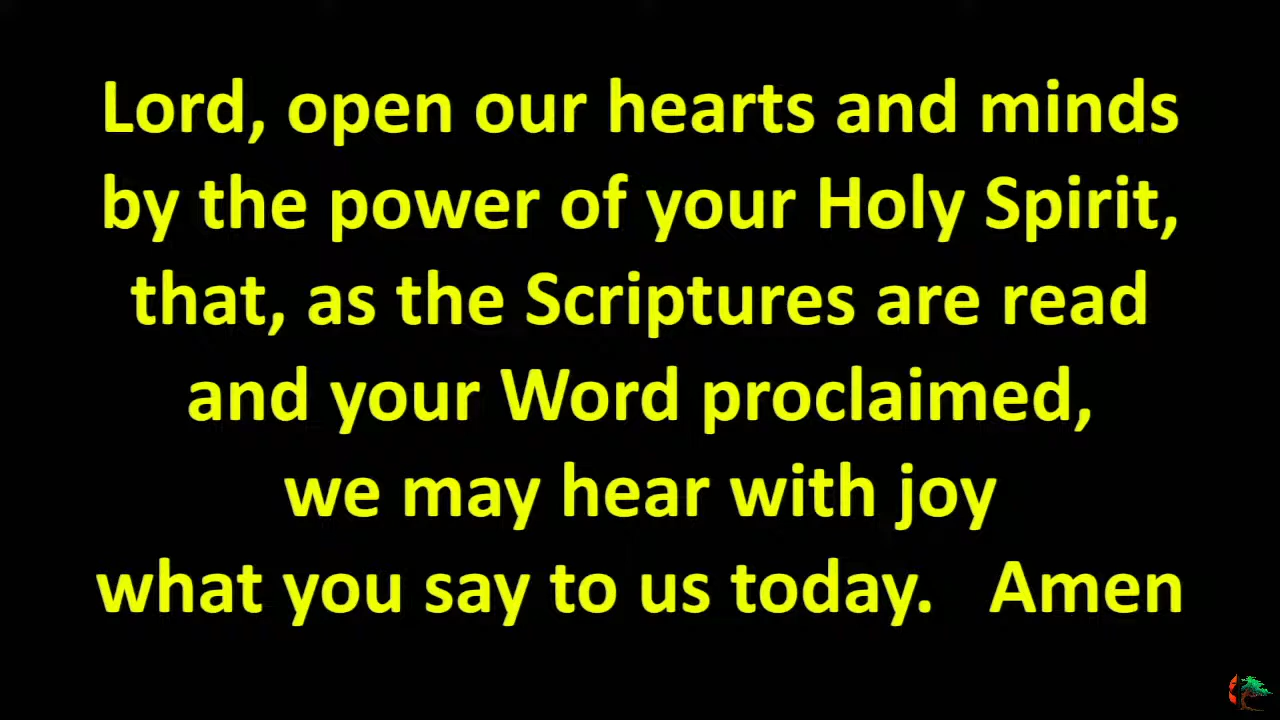 Lord, open our hearts and minds
by the power of your Holy Spirit,
that, as the Scriptures are read
and your Word proclaimed,
we may hear with joy
what you say to us today. Amen